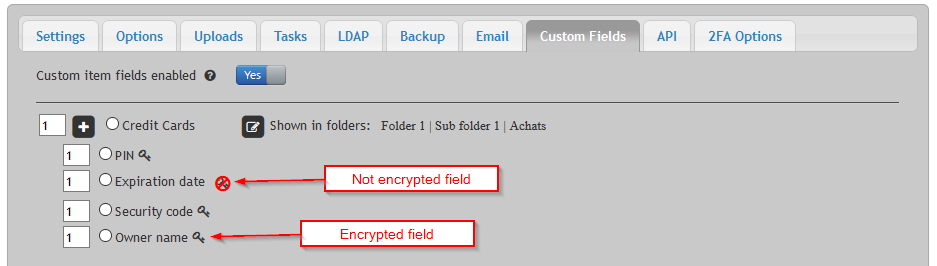 Settings Options Uploads Tasks LDAP Backup Email Custom Fields API 2FA Options
Custom item fields enabled ? Yes
1 + Credit Cards Shown in folders: Folder 1 | Sub folder 1 | Achats
1 PIN
1 Expiration date Not encrypted field
1 Security code
1 Owner name Encrypted field